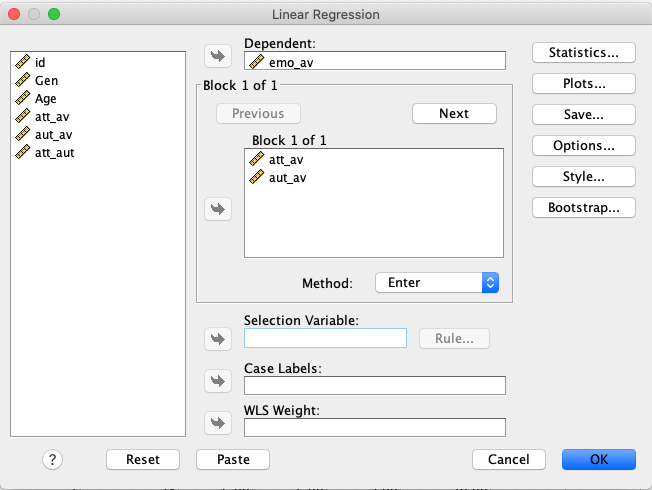 Linear Regression
id
Gen
Age
att_av
aut_av
att_aut
Dependent:
emo_av
Block 1 of 1
Previous
Next
Block 1 of 1
att_av
aut_av
Method:
Enter
Selection Variable:
Rule...
Case Labels:
WLS Weight:
Statistics...
Plots...
Save...
Options...
Style...
Bootstrap...
?
Reset
Paste
Cancel
OK